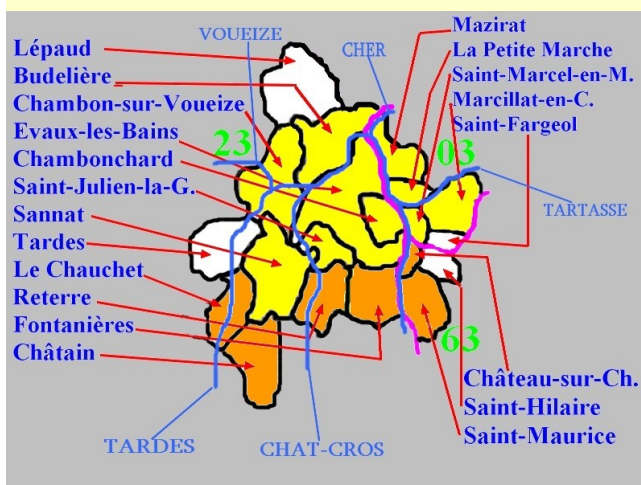 VOUEIZE
CHER
Lépaud
Budelière
Chambon-sur-Voueize
Evaux-les-Bains
Chambonchard
Saint-Julien-la-G.
Sannat
Tardes
Le Chauchet
Reterre
Fontanières
Châtain
Mazirat
La Petite Marche
Saint-Marcel-en-M.
Marcillat-en-C.
Saint-Fargeol
23
03
TARTASSE
63
Château-sur-Ch.
Saint-Hilaire
Saint-Maurice
TARDES
CHAT-CROS